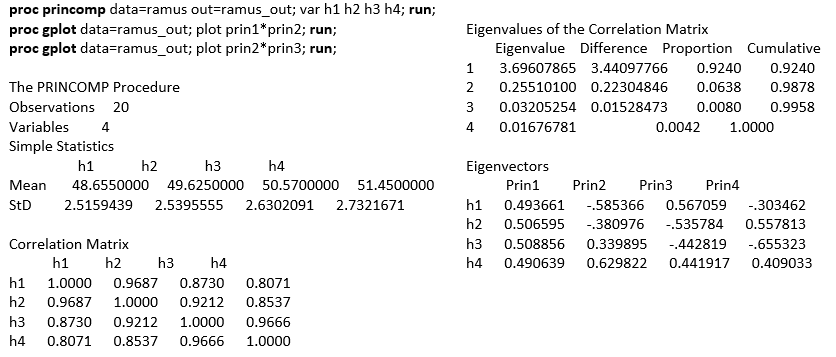 proc princomp data=ramus out=ramus_out; var h1 h2 h3 h4; run;
proc gplot data=ramus_out; plot prin1*prin2; run;
proc gplot data=ramus_out; plot prin2*prin3; run;
The PRINCOMP Procedure
Observations 20
Variables 4
Simple Statistics
h1 h2 h3 h4
Mean 48.6550000 49.6250000 50.5700000 51.4500000
StD 2.5159439 2.5395555 2.6302091 2.7321671
Correlation Matrix
h1 h2 h3 h4
h1 1.0000 0.9687 0.8730 0.8071
h2 0.9687 1.0000 0.9212 0.8537
h3 0.8730 0.9212 1.0000 0.9666
h4 0.8071 0.8537 0.9666 1.0000
Eigenvalues of the Correlation Matrix
Eigenvalue Difference Proportion Cumulative
1 3.69607865 3.44097766 0.9240 0.9240
2 0.25510100 0.22304846 0.0638 0.9878
3 0.03205254 0.01528473 0.0080 0.9958
4 0.01676781 0.0042 1.0000
Eigenvectors
Prin1 Prin2 Prin3 Prin4
h1 0.493661 -.585366 0.567059 -.303462
h2 0.506595 -.380976 -.535784 0.557813
h3 0.508856 0.339895 -.442819 -.655323
h4 0.490639 0.629822 0.441917 0.409033